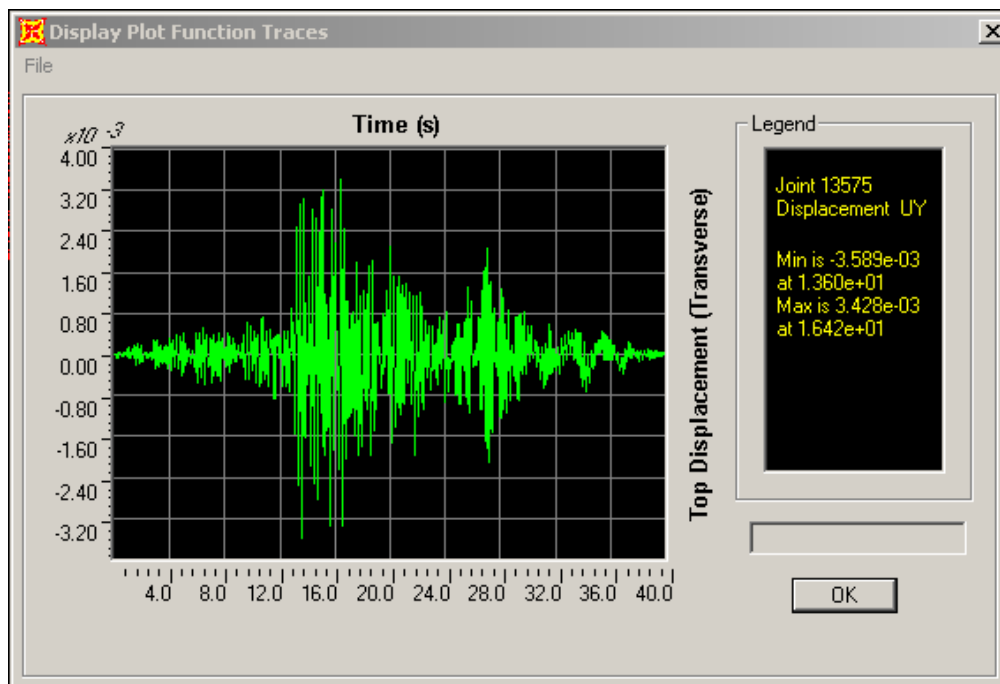 Display Plot Function Traces
File
Time (s)
x10 -3
4.00
3.20
2.40
1.60
0.80
0.00
-0.80
-1.60
-2.40
-3.20
4.0 8.0 12.0 16.0 20.0 24.0 28.0 32.0 36.0 40.0
Top Displacement (Transverse)
Legend
Joint 13575
Displacement UY
Min is -3.589e-03
at 1.360e+01
Max is 3.428e-03
at 1.642e+01
OK